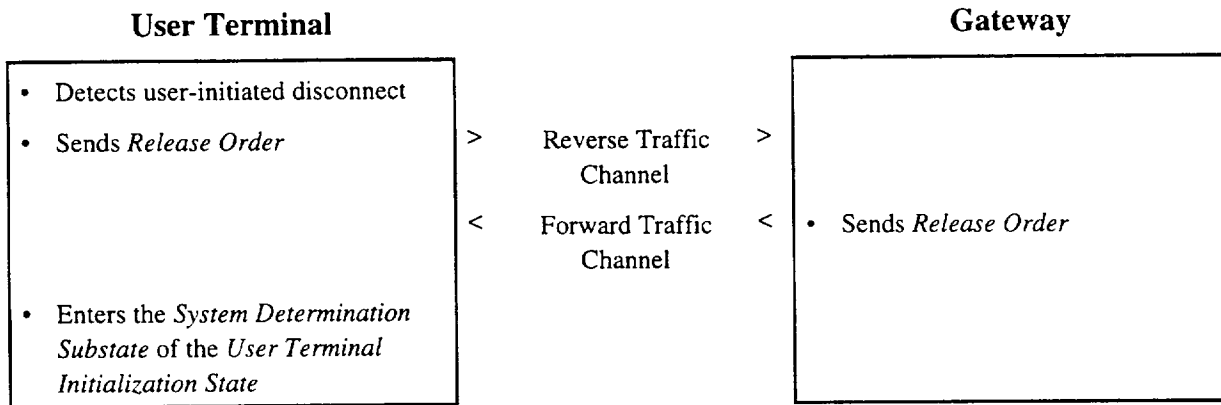 User Terminal
Gateway
• Detects user-initiated disconnect
• Sends Release Order
> Reverse Traffic >
Channel
< Forward Traffic <
Channel
• Sends Release Order
• Enters the System Determination
Substate of the User Terminal
Initialization State